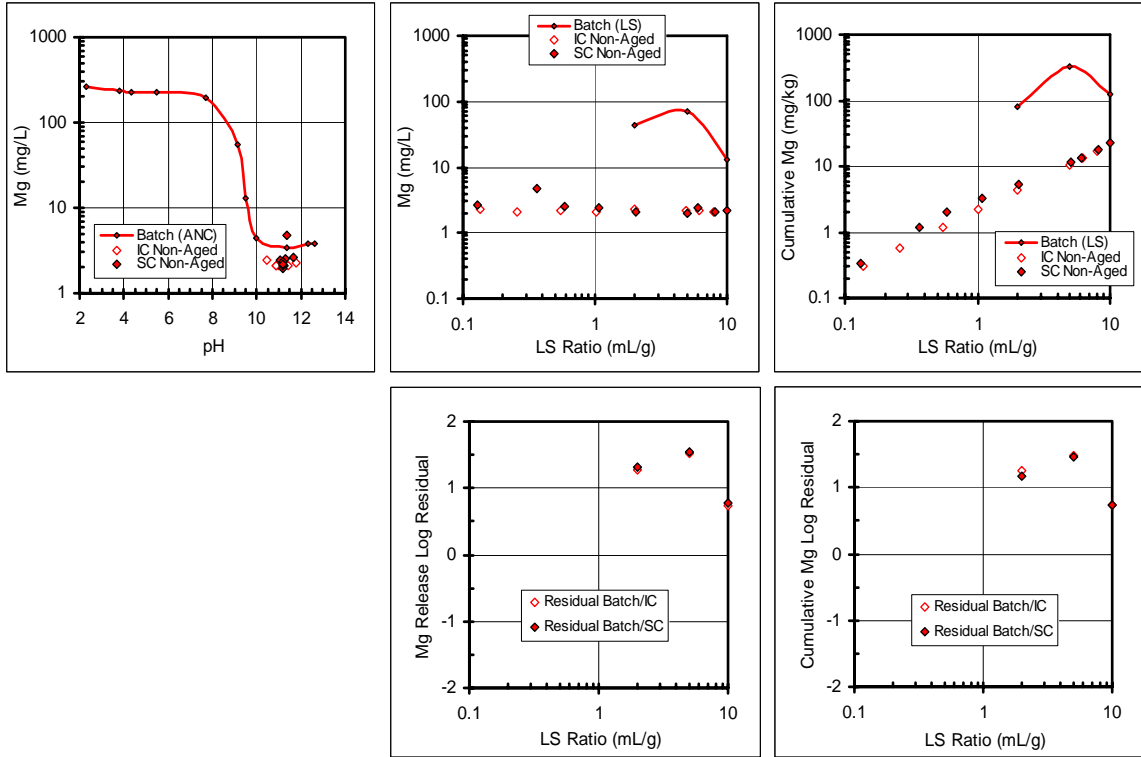 1000
100
10
1
Mg (mg/L)
Batch (ANC)
IC Non-Aged
SC Non-Aged
2 4 6 8 10 12 14
pH
Batch (LS)
IC Non-Aged
SC Non-Aged
1000
100
10
1
0.1
Mg (mg/L)
0.1 1 10
LS Ratio (mL/g)
1000
100
10
1
0.1
Cumulative Mg (mg/kg)
Batch (LS)
IC Non-Aged
SC Non-Aged
0.1 1 10
LS Ratio (mL/g)
2
1
0
-1
-2
Mg Release Log Residual
Residual Batch/IC
Residual Batch/SC
0.1 1 10
LS Ratio (mL/g)
2
1
0
-1
-2
Cumulative Mg Log Residual
Residual Batch/IC
Residual Batch/SC
0.1 1 10
LS Ratio (mL/g)